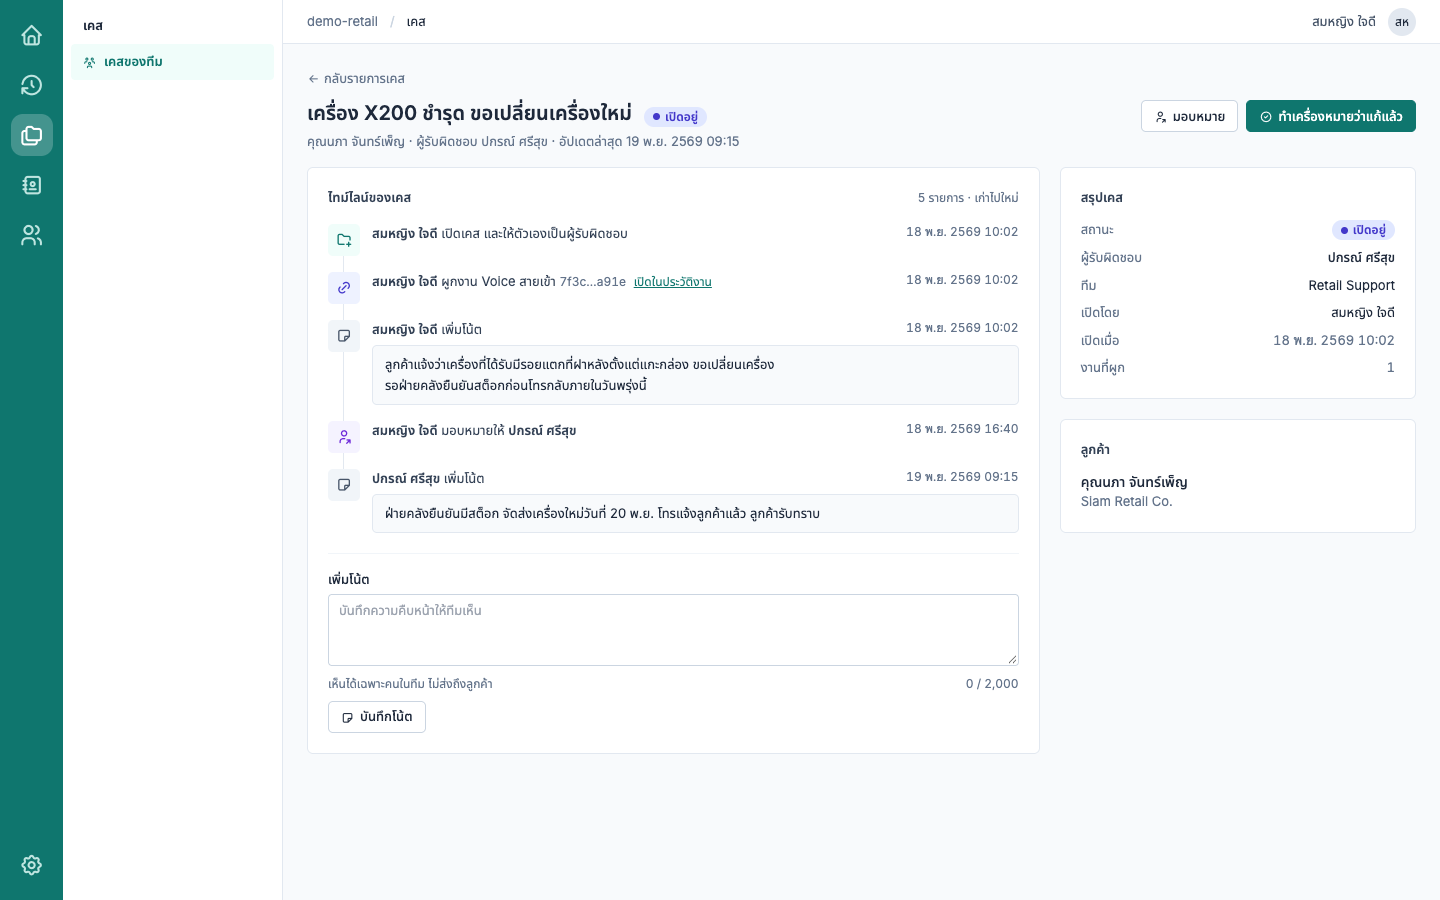 เคส
เคสของทีม
demo-retail / เคส
สมหญิง ใจดี สห
← กลับรายการเคส
เครื่อง X200 ชำรุด ขอเปลี่ยนเครื่องใหม่ เปิดอยู่
มอบหมาย
ทำเครื่องหมายว่าแก้แล้ว
คุณนภา จันทร์เพ็ญ · ผู้รับผิดชอบ ปกรณ์ ศรีสุข · อัปเดตล่าสุด 19 พ.ย. 2569 09:15
ไทม์ไลน์ของเคส 5 รายการ · เก่าไปใหม่
สมหญิง ใจดี เปิดเคส และให้ตัวเองเป็นผู้รับผิดชอบ 18 พ.ย. 2569 10:02
สมหญิง ใจดี ผูกงาน Voice สายเข้า 7f3c…a91e เปิดในประวัติงาน 18 พ.ย. 2569 10:02
สมหญิง ใจดี เพิ่มโน้ต 18 พ.ย. 2569 10:02
ลูกค้าแจ้งว่าเครื่องที่ได้รับมีรอยแตกที่ฝาหลังตั้งแต่แกะกล่อง ขอเปลี่ยนเครื่อง
รอฝ่ายคลังยืนยันสต็อกก่อนโทรกลับภายในวันพรุ่งนี้
สมหญิง ใจดี มอบหมายให้ ปกรณ์ ศรีสุข 18 พ.ย. 2569 16:40
ปกรณ์ ศรีสุข เพิ่มโน้ต 19 พ.ย. 2569 09:15
ฝ่ายคลังยืนยันมีสต็อก จัดส่งเครื่องใหม่วันที่ 20 พ.ย. โทรแจ้งลูกค้าแล้ว ลูกค้ารับทราบ
เพิ่มโน้ต
บันทึกความคืบหน้าให้ทีมเห็น
เห็นได้เฉพาะคนในทีม ไม่ส่งถึงลูกค้า 0 / 2,000
บันทึกโน้ต
สรุปเคส
สถานะ เปิดอยู่
ผู้รับผิดชอบ ปกรณ์ ศรีสุข
ทีม Retail Support
เปิดโดย สมหญิง ใจดี
เปิดเมื่อ 18 พ.ย. 2569 10:02
งานที่ผูก 1
ลูกค้า
คุณนภา จันทร์เพ็ญ
Siam Retail Co.